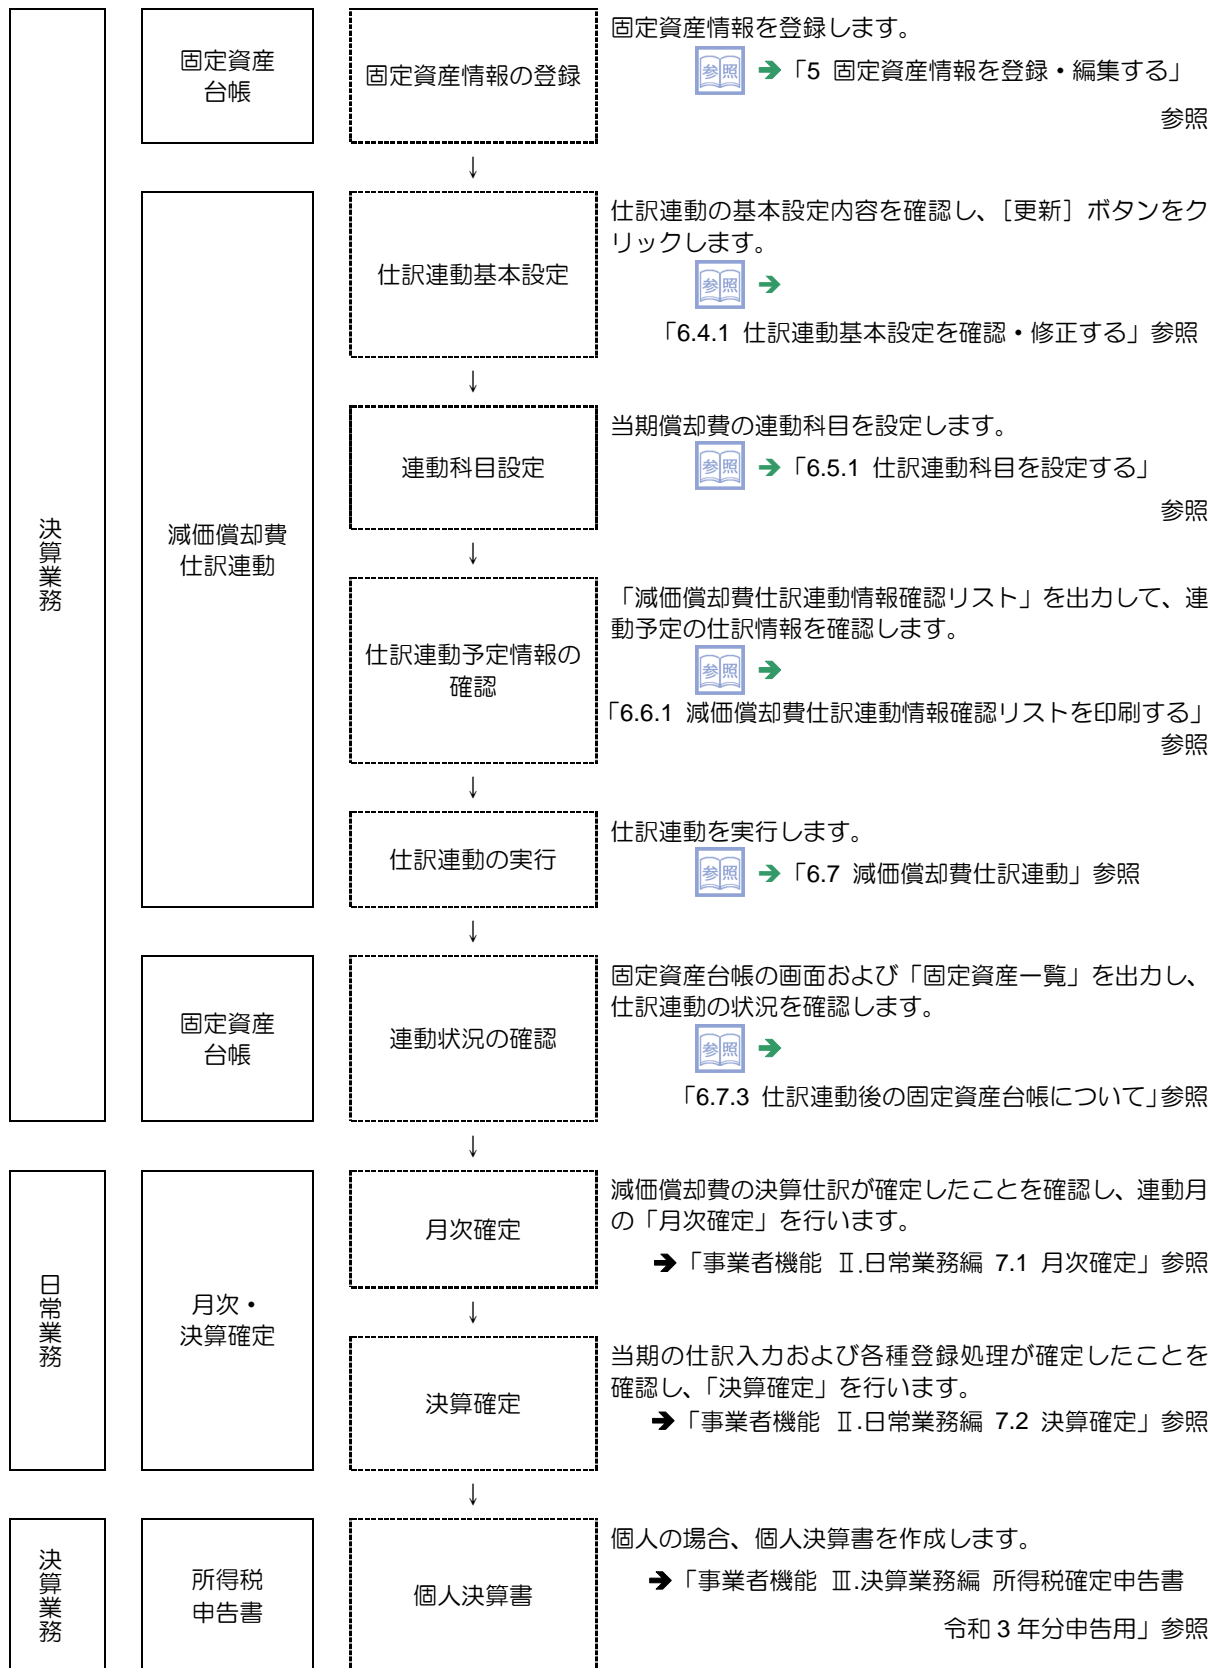 決算業務
固定資産
台帳
固定資産情報の登録
固定資産情報を登録します。
参照 ➔「5 固定資産情報を登録・編集する」
参照
↓
減価償却費
仕訳連動
仕訳連動基本設定
仕訳連動の基本設定内容を確認し、［更新］ボタンをク
リックします。
参照 ➔
「6.4.1 仕訳連動基本設定を確認・修正する」参照
↓
連動科目設定
当期償却費の連動科目を設定します。
参照 ➔「6.5.1 仕訳連動科目を設定する」
参照
↓
仕訳連動予定情報の
確認
「減価償却費仕訳連動情報確認リスト」を出力して、連
動予定の仕訳情報を確認します。
参照 ➔
「6.6.1 減価償却費仕訳連動情報確認リストを印刷する」
参照
↓
仕訳連動の実行
仕訳連動を実行します。
参照 ➔「6.7 減価償却費仕訳連動」参照
↓
固定資産
台帳
連動状況の確認
固定資産台帳の画面および「固定資産一覧」を出力し、
仕訳連動の状況を確認します。
参照 ➔
「6.7.3 仕訳連動後の固定資産台帳について」参照
↓
日常業務
月次・
決算確定
月次確定
減価償却費の決算仕訳が確定したことを確認し、連動月
の「月次確定」を行います。
➔「事業者機能 Ⅱ.日常業務編 7.1 月次確定」参照
↓
決算確定
当期の仕訳入力および各種登録処理が確定したことを
確認し、「決算確定」を行います。
➔「事業者機能 Ⅱ.日常業務編 7.2 決算確定」参照
↓
決算業務
所得税
申告書
個人決算書
個人の場合、個人決算書を作成します。
➔「事業者機能 Ⅲ.決算業務編 所得税確定申告書
令和3年分申告用」参照